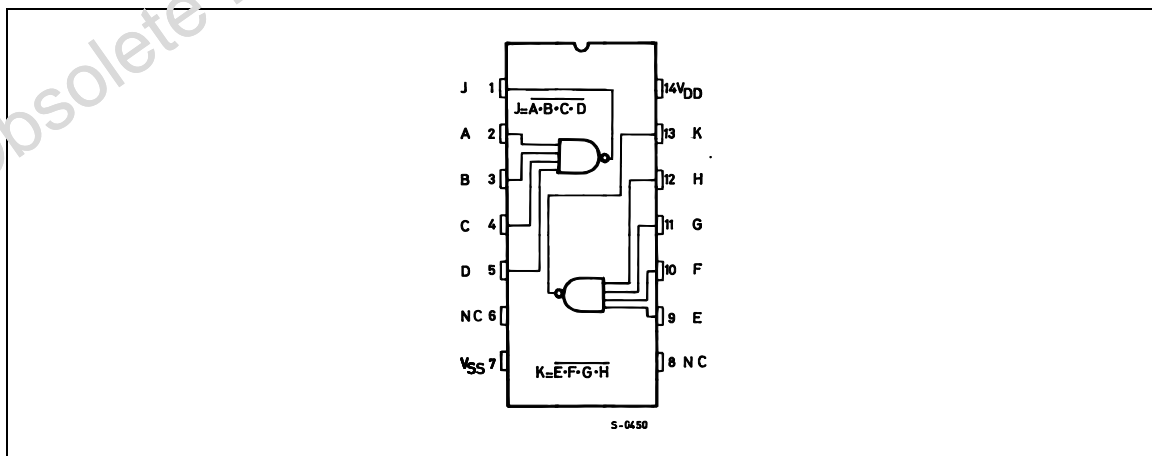 Obsolete
J 1
A 2
B 3
C 4
D 5
NC 6
VSS 7
J=A•B•C•D
K=E•F•G•H
14 VDD
13 K
12 H
11 G
10 F
9 E
8 NC
S-0450